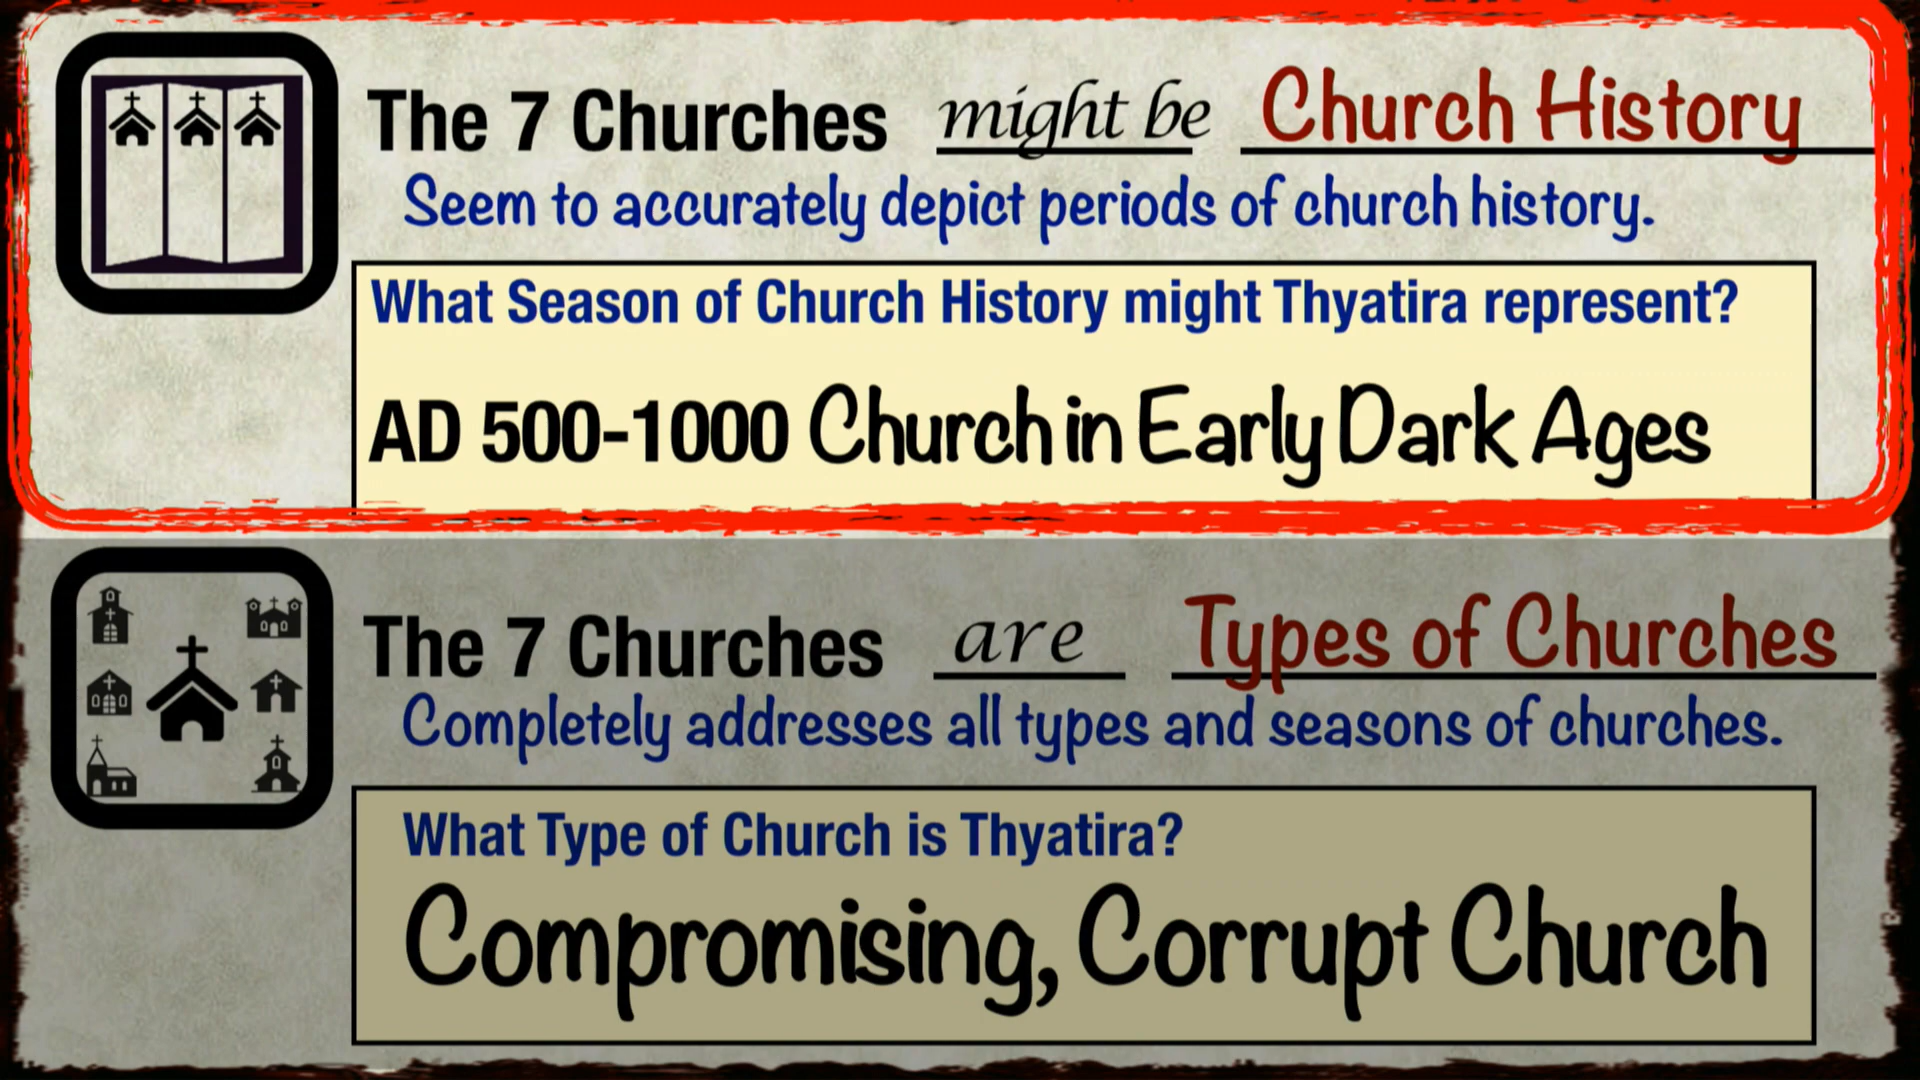 The 7 Churches might be Church History
Seem to accurately depict periods of church history.
What Season of Church History might Thyatira represent?
AD 500-1000 Church in Early Dark Ages
The 7 Churches are Types of Churches
Completely addresses all types and seasons of churches.
What Type of Church is Thyatira?
Compromising, Corrupt Church